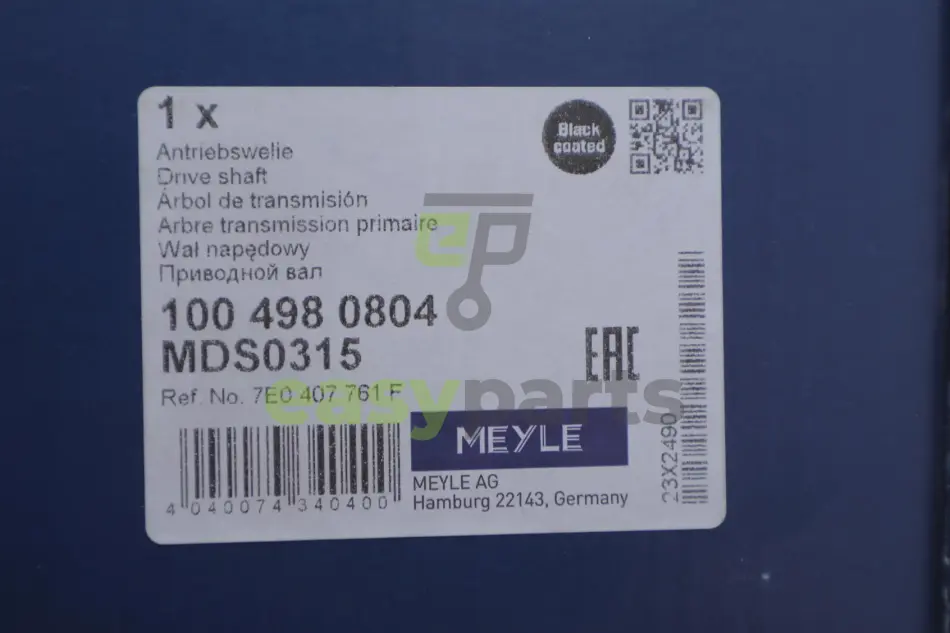 1 x
Black
coated
Antriebswelle
Drive shaft
Árbol de transmisión
Arbre transmission primaire
Wał napędowy
Приводной вал
ep
100 498 0804
MDS0315
EAC
Ref. No. 7E0 407 761 F
easyparts
MEYLE
MEYLE AG
Hamburg 22143, Germany
4 040074 340400
23X2490